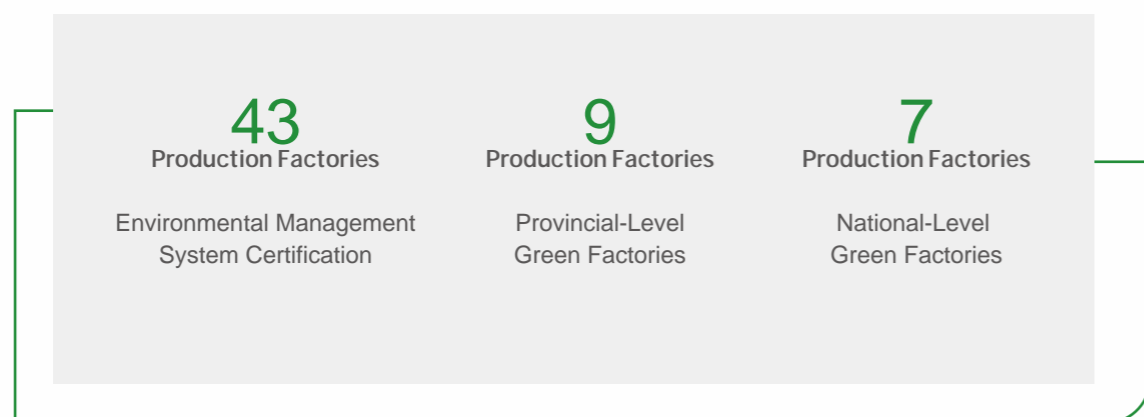 43
Production Factories
Environmental Management
System Certification
9
Production Factories
Provincial-Level
Green Factories
7
Production Factories
National-Level
Green Factories